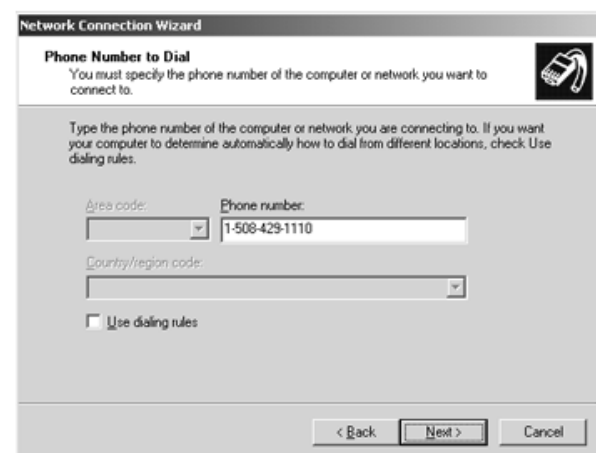 Network Connection Wizard
Phone Number to Dial
You must specify the phone number of the computer or network you want to
connect to.
Type the phone number of the computer or network you are connecting to. If you want
your computer to determine automatically how to dial from different locations, check Use
dialing rules.
Area code: Phone number:
1-508-429-1110
Country/region code:
Use dialing rules
< Back Next > Cancel